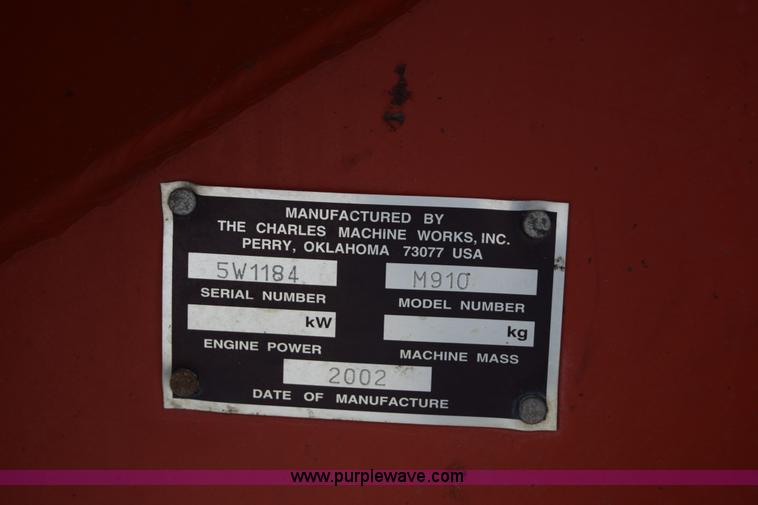 MANUFACTURED BY
THE CHARLES MACHINE WORKS, INC.
PERRY, OKLAHOMA 73077 USA
5W1184 M910
SERIAL NUMBER MODEL NUMBER
kW kg
ENGINE POWER MACHINE MASS
2002
DATE OF MANUFACTURE
www.purplewave.com